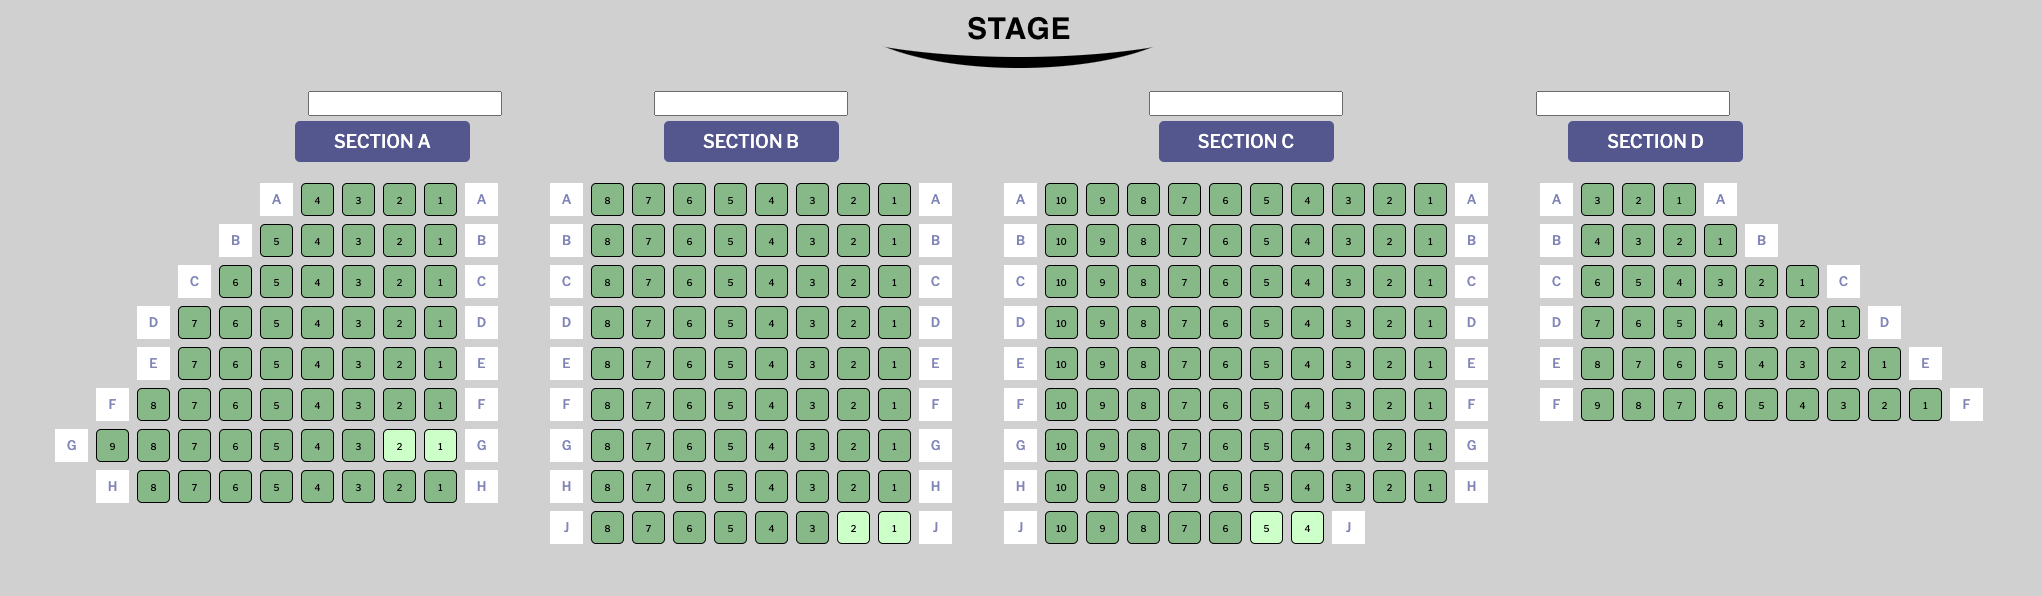 STAGE
SECTION A SECTION B SECTION C SECTION D
A 4 3 2 1 A A 8 7 6 5 4 3 2 1 A A 10 9 8 7 6 5 4 3 2 1 A A 3 2 1 A
B 5 4 3 2 1 B B 8 7 6 5 4 3 2 1 B B 10 9 8 7 6 5 4 3 2 1 B B 4 3 2 1 B
C 6 5 4 3 2 1 C C 8 7 6 5 4 3 2 1 C C 10 9 8 7 6 5 4 3 2 1 C C 6 5 4 3 2 1 C
D 7 6 5 4 3 2 1 D D 8 7 6 5 4 3 2 1 D D 10 9 8 7 6 5 4 3 2 1 D D 7 6 5 4 3 2 1 D
E 7 6 5 4 3 2 1 E E 8 7 6 5 4 3 2 1 E E 10 9 8 7 6 5 4 3 2 1 E E 8 7 6 5 4 3 2 1 E
F 8 7 6 5 4 3 2 1 F F 8 7 6 5 4 3 2 1 F F 10 9 8 7 6 5 4 3 2 1 F F 9 8 7 6 5 4 3 2 1 F
G 9 8 7 6 5 4 3 2 1 G G 8 7 6 5 4 3 2 1 G G 10 9 8 7 6 5 4 3 2 1 G
H 8 7 6 5 4 3 2 1 H H 8 7 6 5 4 3 2 1 H H 10 9 8 7 6 5 4 3 2 1 H
J 8 7 6 5 4 3 2 1 J J 10 9 8 7 6 5 4 J